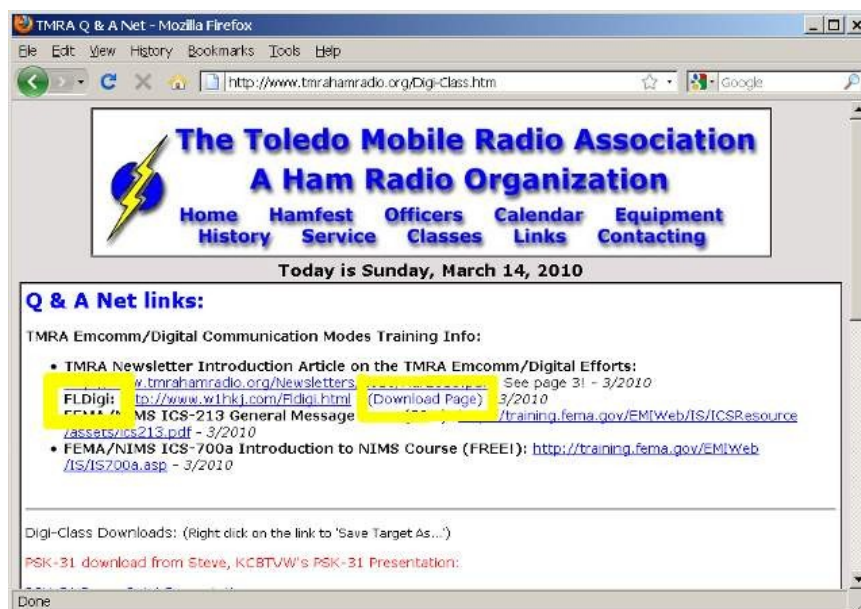 TMRA Q & A Net - Mozilla Firefox
File Edit View History Bookmarks Tools Help
http://www.tmrahamradio.org/Digi-Class.htm Google
The Toledo Mobile Radio Association
A Ham Radio Organization
Home Hamfest Officers Calendar Equipment
History Service Classes Links Contacting
Today is Sunday, March 14, 2010
Q & A Net links:
TMRA Emcomm/Digital Communication Modes Training Info:
• TMRA Newsletter Introduction Article on the TMRA Emcomm/Digital Efforts:
w.tmrahamradio.org/Newsletters See page 3! - 3/2010
FLDigi: tp://www.w1hkj.com/Fldigi.html (Download Page) 3/2010
FEMA/NIMS ICS-213 General Message /training.fema.gov/EMIWeb/IS/ICSResource
/assets/ics213.pdf - 3/2010
• FEMA/NIMS ICS-700a Introduction to NIMS Course (FREE!): http://training.fema.gov/EMIWeb
/IS/IS700a.asp - 3/2010
Digi-Class Downloads: (Right click on the link to 'Save Target As...')
PSK-31 download from Steve, KC8TVW's PSK-31 Presentation:
Done